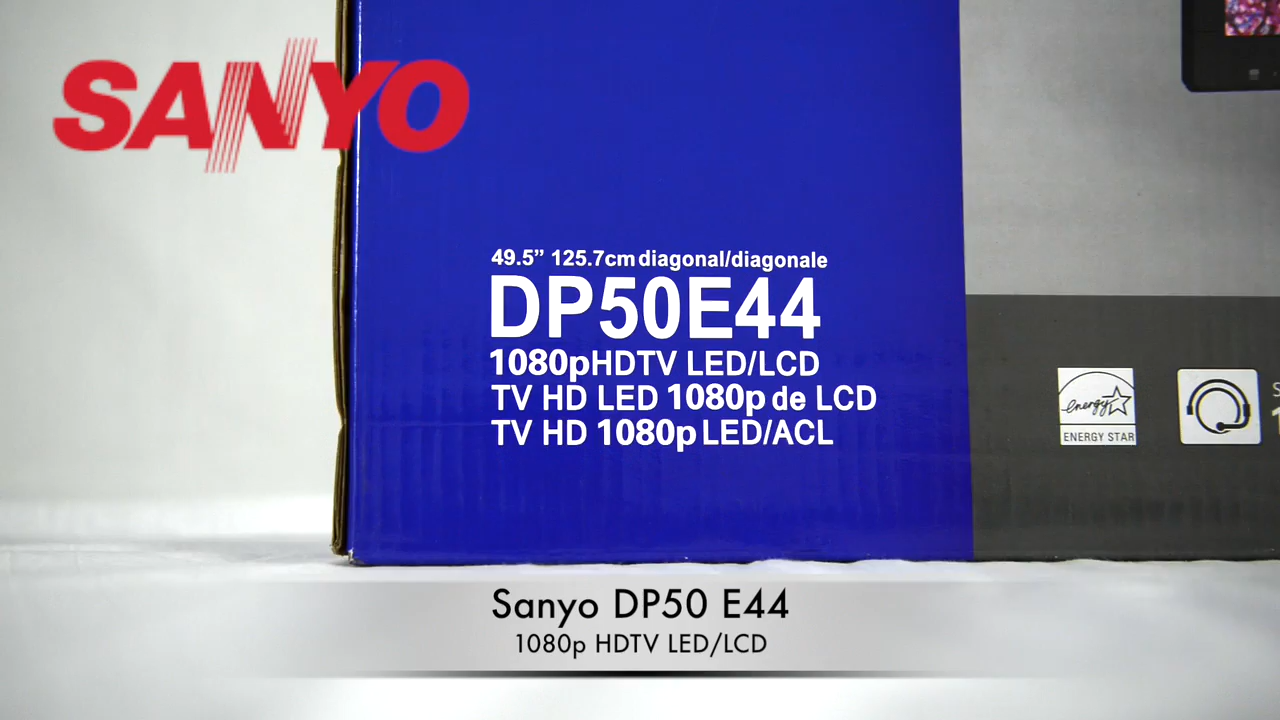 SANYO
49.5” 125.7cm diagonal/diagonale
DP50E44
1080pHDTV LED/LCD
TV HD LED 1080p de LCD
TV HD 1080p LED/ACL
energy
ENERGY STAR
Sanyo DP50 E44
1080p HDTV LED/LCD